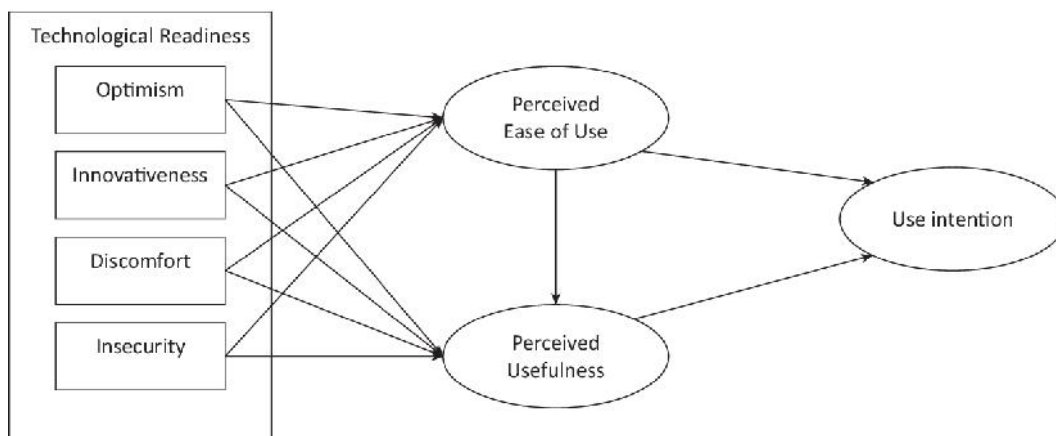 Technological Readiness
Optimism
Innovativeness
Discomfort
Insecurity
Perceived
Ease of Use
Perceived
Usefulness
Use intention